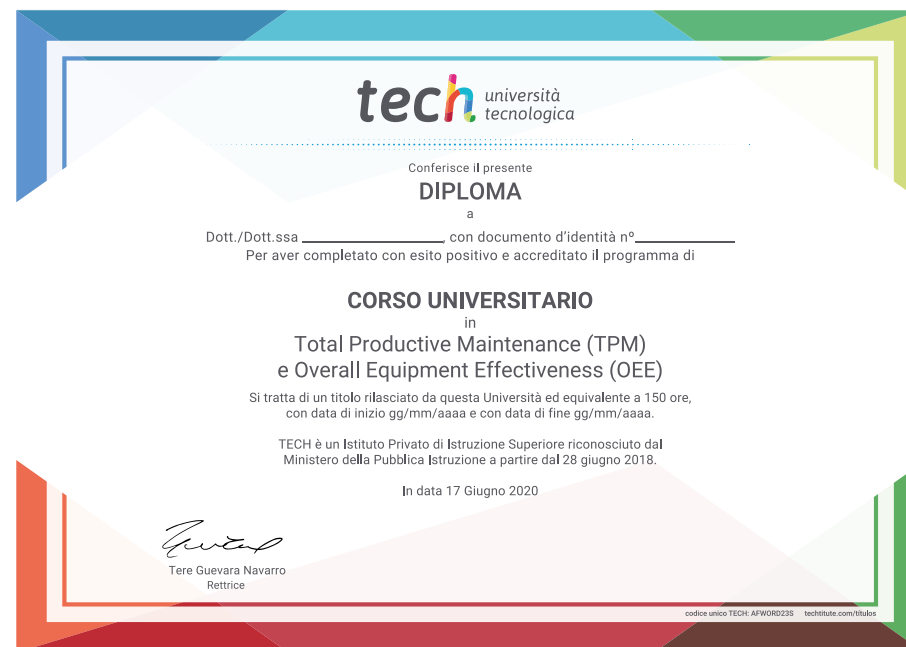 tech università
tecnologica
Conferisce il presente
DIPLOMA
a
Dott./Dott.ssa ____________________, con documento d'identità nº______________
Per aver completato con esito positivo e accreditato il programma di
CORSO UNIVERSITARIO
in
Total Productive Maintenance (TPM)
e Overall Equipment Effectiveness (OEE)
Si tratta di un titolo rilasciato da questa Università ed equivalente a 150 ore,
con data di inizio gg/mm/aaaa e con data di fine gg/mm/aaaa.
TECH è un Istituto Privato di Istruzione Superiore riconosciuto dal
Ministero della Pubblica Istruzione a partire dal 28 giugno 2018.
In data 17 Giugno 2020
Tere Guevara Navarro
Rettrice
codice unico TECH: AFWORD23S techtitute.com/titulos